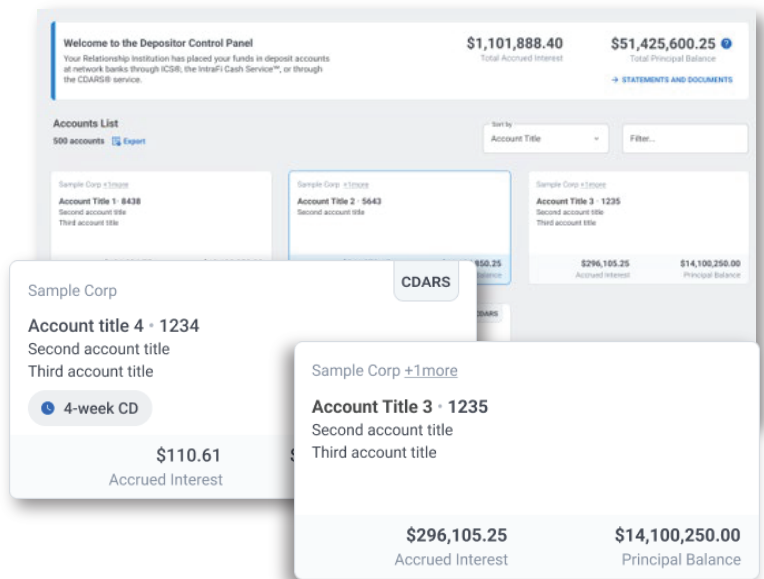 Welcome to the Depositor Control Panel
Your Relationship Institution has placed your funds in deposit accounts
at network banks through ICS®, the IntraFi Cash Service℠, or through
the CDARS® service.
$1,101,888.40
Total Accrued Interest
$51,425,600.25
Total Principal Balance
→ STATEMENTS AND DOCUMENTS
Accounts List
500 accounts Export
Sort by
Account Title
Filter...
Sample Corp +1more
Account Title 1 · 8438
Second account title
Third account title
Sample Corp +1more
Account Title 2 · 5643
Second account title
Sample Corp +1more
Account Title 3 · 1235
Second account title
Third account title
$296,105.25
Accrued Interest
$14,100,250.00
Principal Balance
CDARS
Sample Corp
Account title 4 · 1234
Second account title
Third account title
4-week CD
$110.61
Accrued Interest
Sample Corp +1more
Account Title 3 · 1235
Second account title
Third account title
$296,105.25
Accrued Interest
$14,100,250.00
Principal Balance